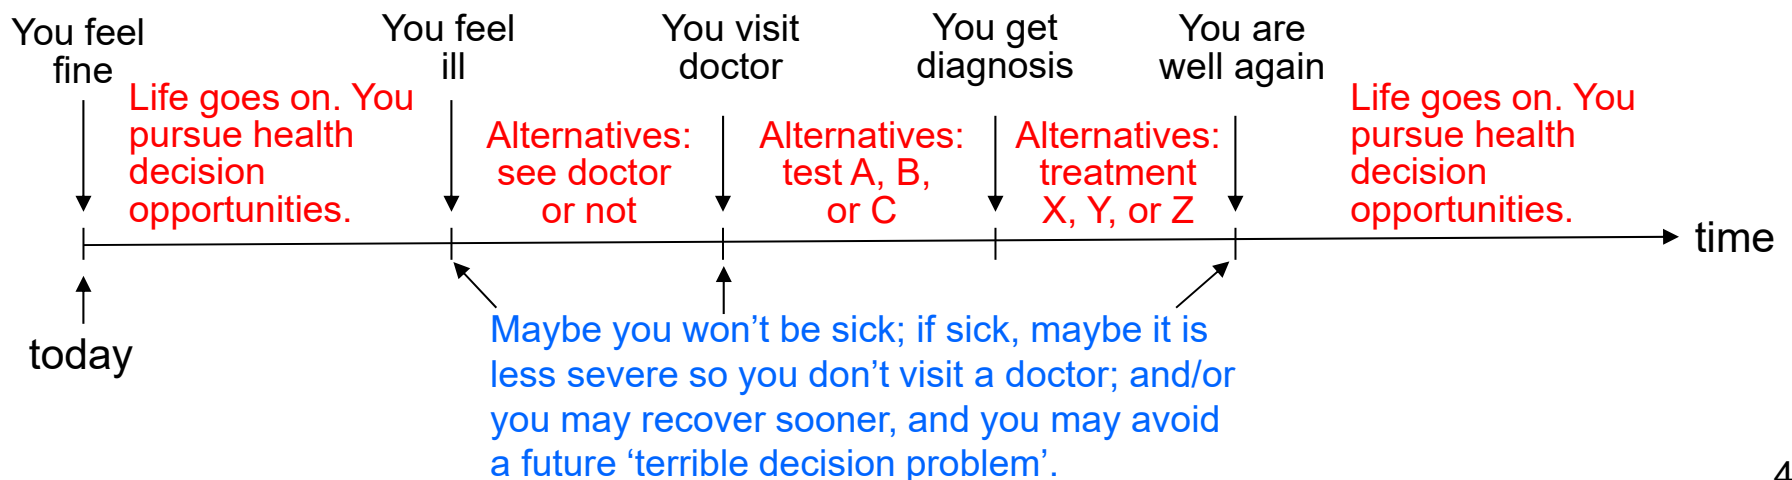 You feel
fine
You feel
ill
You visit
doctor
You get
diagnosis
You are
well again
Life goes on. You
pursue health
decision
opportunities.
Alternatives:
see doctor
or not
Alternatives:
test A, B,
or C
Alternatives:
treatment
X, Y, or Z
Life goes on. You
pursue health
decision
opportunities.
time
today
Maybe you won’t be sick; if sick, maybe it is
less severe so you don’t visit a doctor; and/or
you may recover sooner, and you may avoid
a future ‘terrible decision problem’.
4